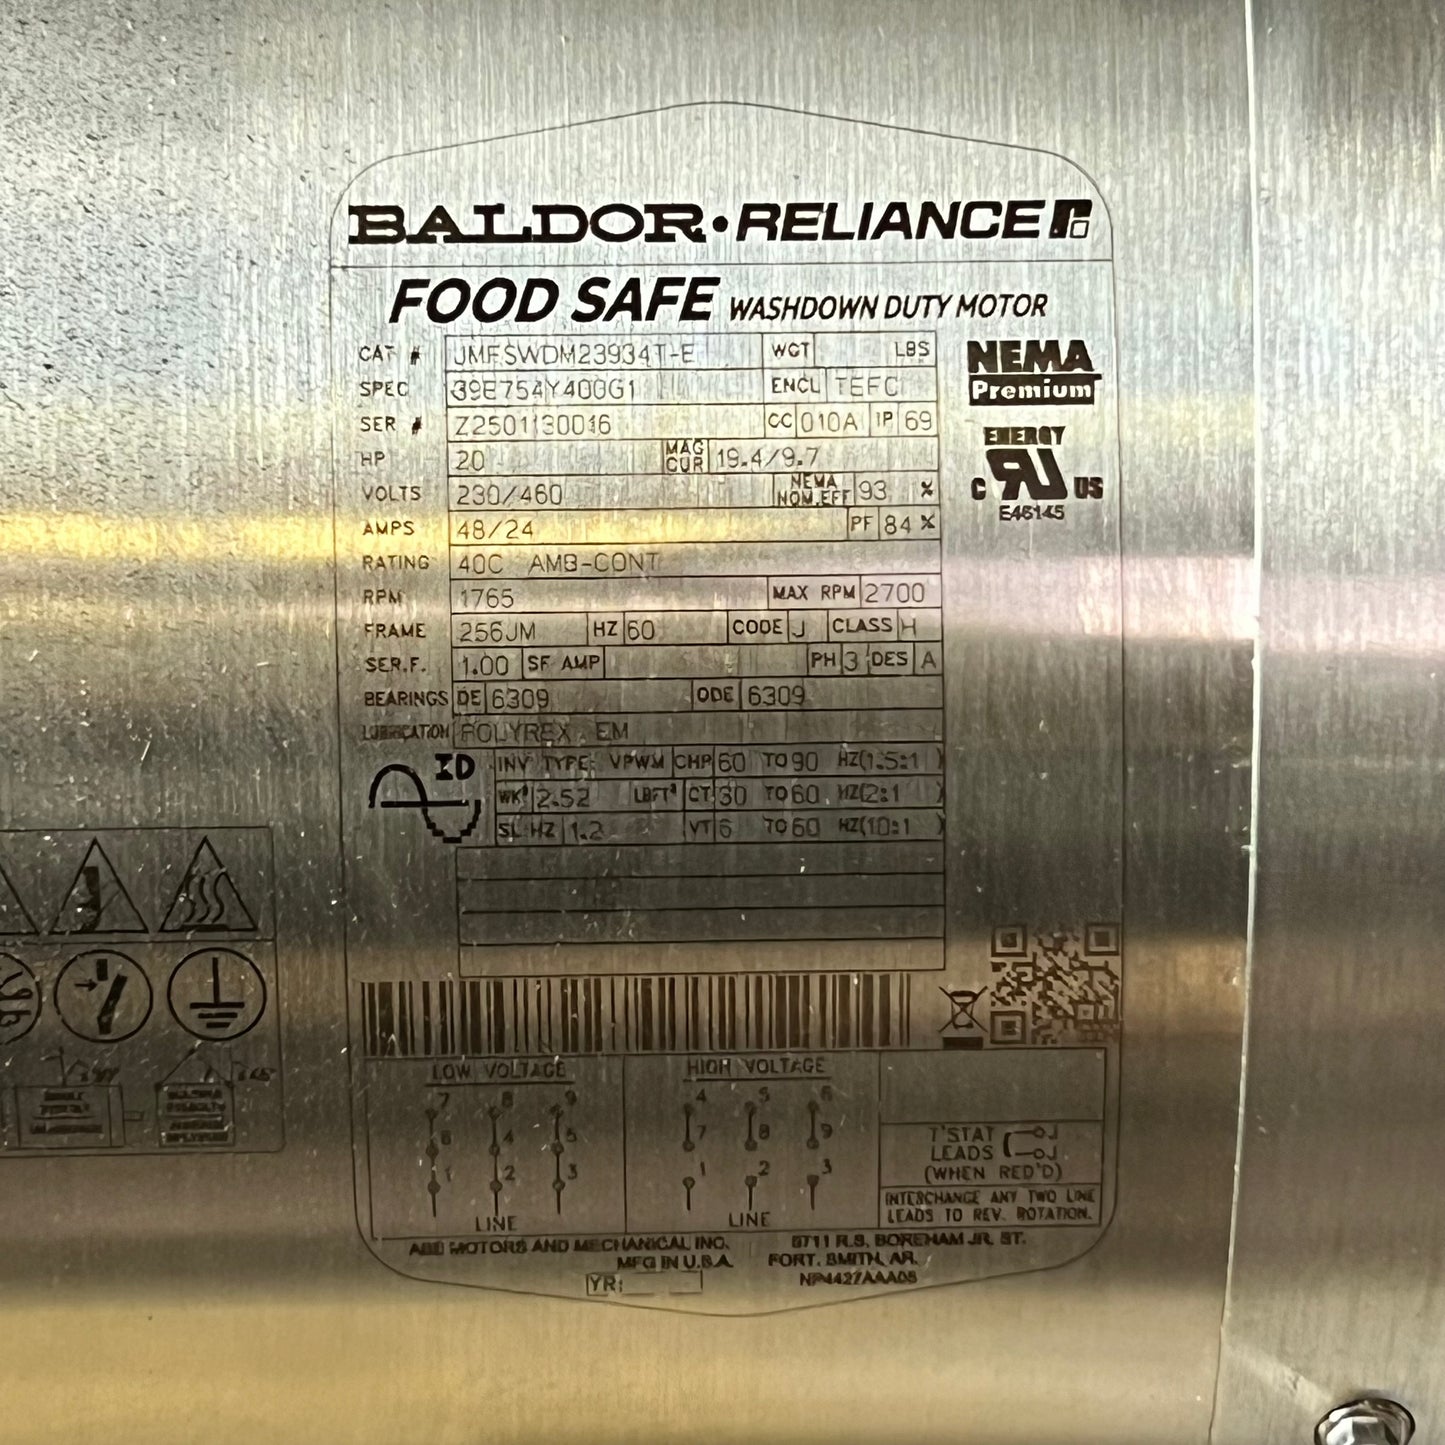 BALDOR • RELIANCE
FOOD SAFE WASHDOWN DUTY MOTOR
CAT # JMFSWDM23934T-E WGT LBS
SPEC 39E754Y400G1 ENCL TEFC
SER # Z2501130016 CC 010A IP 69
HP 20 MAG CUR 19.4/9.7
VOLTS 230/460 NEMA NOM.EFF 93 %
AMPS 48/24 PF 84 %
RATING 40C AMB-CONT
RPM 1765 MAX RPM 2700
FRAME 256JM HZ 60 CODE J CLASS H
SER.F. 1.00 SF AMP PH 3 DES A
BEARINGS DE 6309 ODE 6309
LUBRICATION POLYREX EM
ID INV TYPE: VPWM CHP 60 TO 90 HZ(1.5:1 )
WK² 2.52 LBFT² CT 30 TO 60 HZ(2:1 )
SL HZ 1.2 VT 6 TO 60 HZ(10:1 )
NEMA
Premium
ENERGY
C RU US
E46145
LOW VOLTAGE
7 8 9
6 4 5
1 2 3
LINE
HIGH VOLTAGE
4 5 6
7 8 9
1 2 3
LINE
T'STAT J
LEADS J
(WHEN REQ'D)
INTERCHANGE ANY TWO LINE
LEADS TO REV. ROTATION.
ABB MOTORS AND MECHANICAL INC. 5711 R.S. BOREHAM JR. ST.
MFG IN U.S.A. FORT. SMITH, AR.
YR: NP4427AAA05